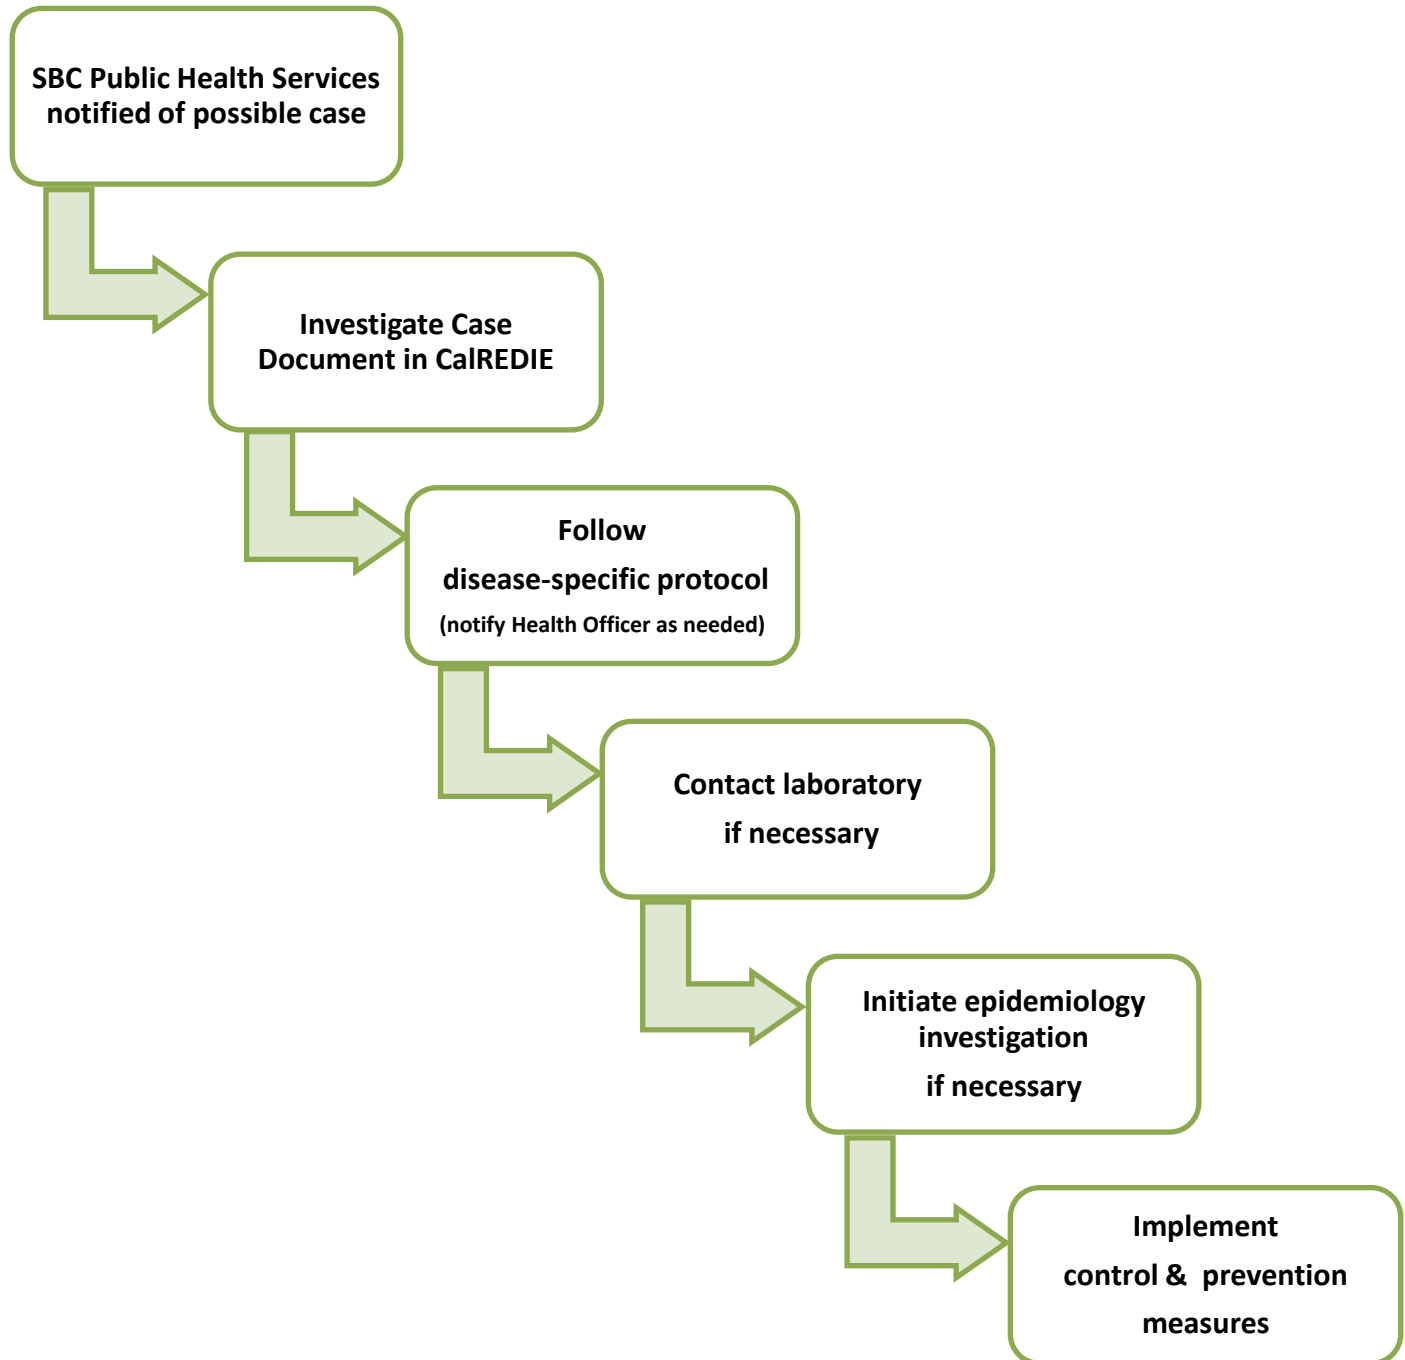 SBC Public Health Services
notified of possible case
Investigate Case
Document in CalREDIE
Follow
disease-specific protocol
(notify Health Officer as needed)
Contact laboratory
if necessary
Initiate epidemiology
investigation
if necessary
Implement
control & prevention
measures